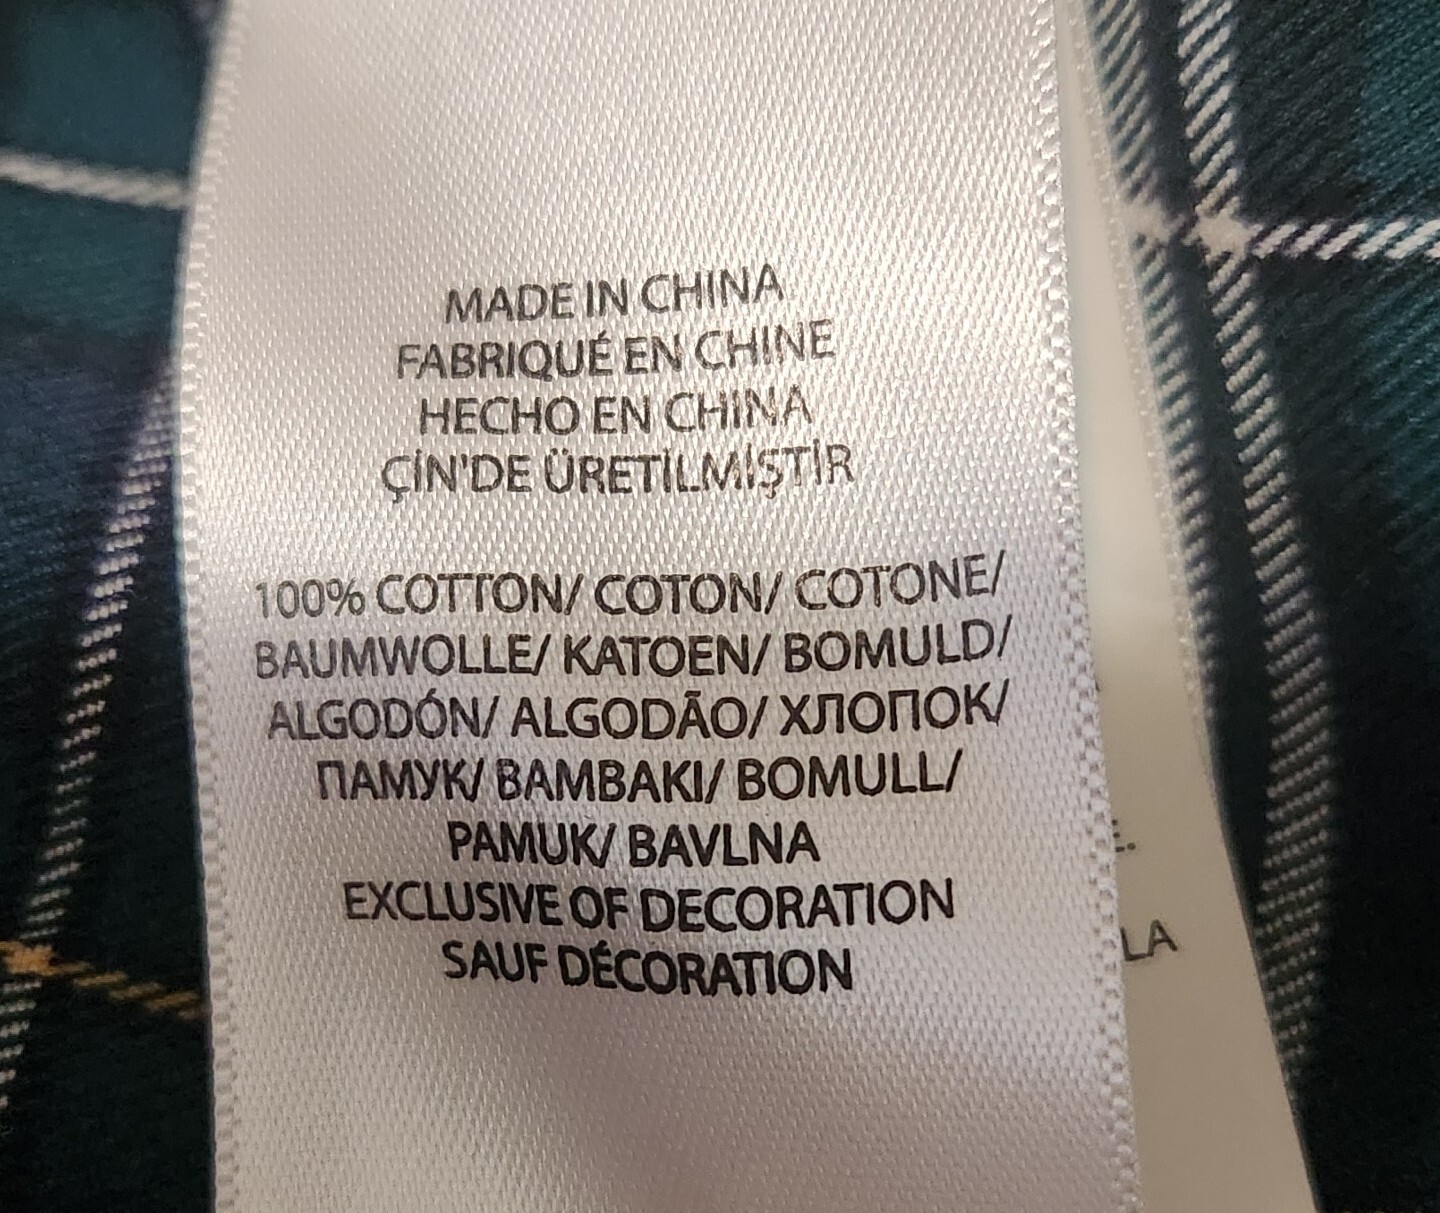 MADE IN CHINA
FABRIQUÉ EN CHINE
HECHO EN CHINA
ÇİN'DE ÜRETİLMİŞTİR
100% COTTON/ COTON/ COTONE/
BAUMWOLLE/ KATOEN/ BOMULD/
ALGODÓN/ ALGODÃO/ ХЛОПОК/
ПАМУК/ BAMBAKI/ BOMULL/
PAMUK/ BAVLNA
EXCLUSIVE OF DECORATION
SAUF DÉCORATION
LA